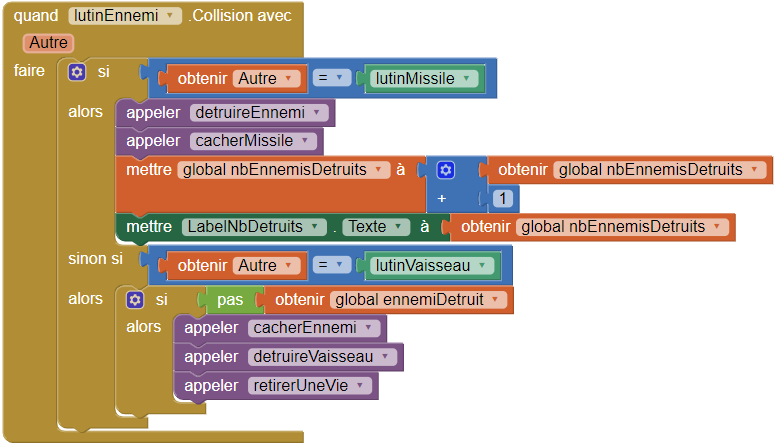 quand lutinEnnemi .Collision avec
Autre
faire si obtenir Autre = lutinMissile
alors appeler detruireEnnemi
appeler cacherMissile
mettre global nbEnnemisDetruits à obtenir global nbEnnemisDetruits
+ 1
mettre LabelNbDetruits . Texte à obtenir global nbEnnemisDetruits
sinon si obtenir Autre = lutinVaisseau
alors si pas obtenir global ennemiDetruit
alors appeler cacherEnnemi
appeler detruireVaisseau
appeler retirerUneVie